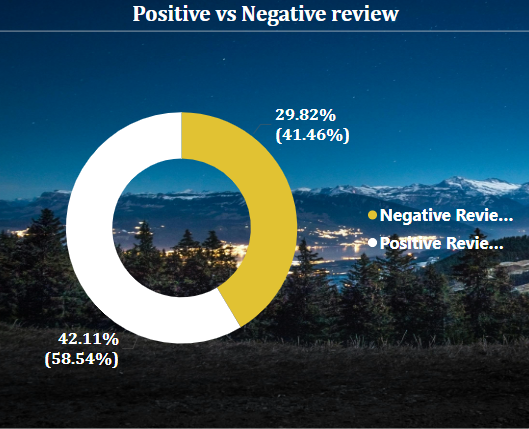 Positive vs Negative review
29.82%
(41.46%)
Negative Revie...
Positive Revie...
42.11%
(58.54%)